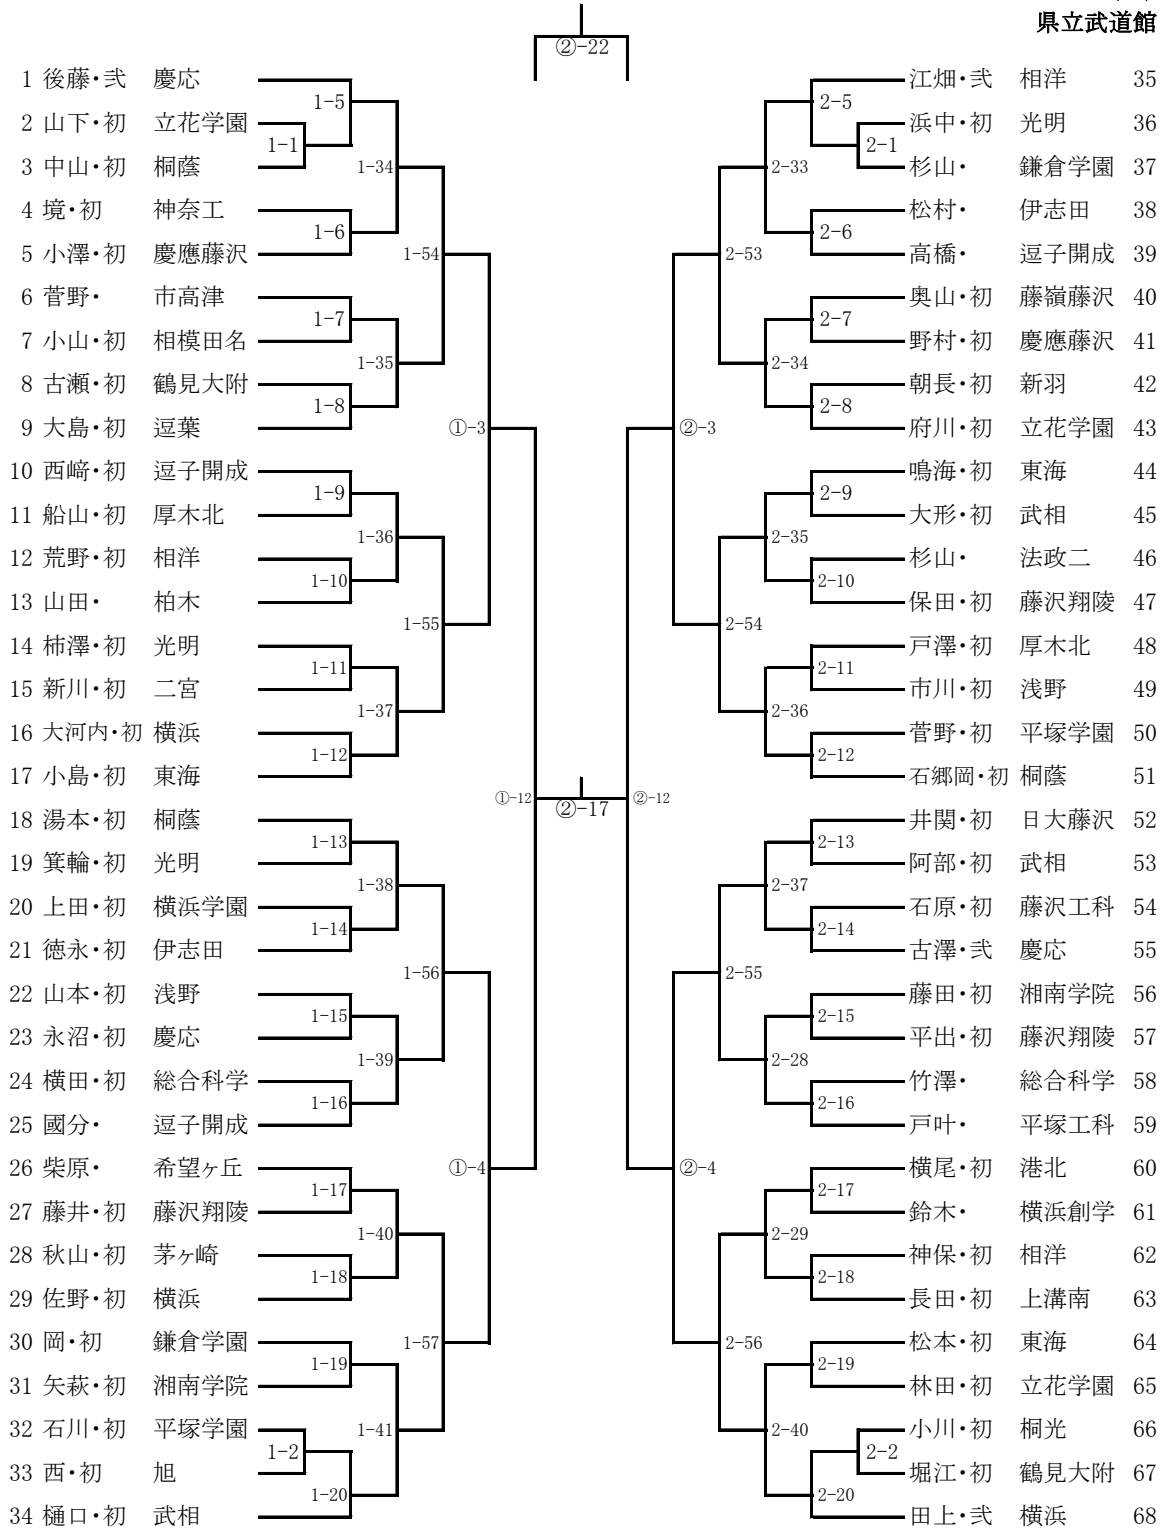 県立武道館
②-22
1 後藤・弐 慶応
2 山下・初 立花学園
3 中山・初 桐蔭
4 境・初 神奈工
5 小澤・初 慶應藤沢
6 菅野・ 市高津
7 小山・初 相模田名
8 古瀬・初 鶴見大附
9 大島・初 逗葉
10 西﨑・初 逗子開成
11 船山・初 厚木北
12 荒野・初 相洋
13 山田・ 柏木
14 柿澤・初 光明
15 新川・初 二宮
16 大河内・初 横浜
17 小島・初 東海
18 湯本・初 桐蔭
19 箕輪・初 光明
20 上田・初 横浜学園
21 徳永・初 伊志田
22 山本・初 浅野
23 永沼・初 慶応
24 横田・初 総合科学
25 國分・ 逗子開成
26 柴原・ 希望ヶ丘
27 藤井・初 藤沢翔陵
28 秋山・初 茅ヶ崎
29 佐野・初 横浜
30 岡・初 鎌倉学園
31 矢萩・初 湘南学院
32 石川・初 平塚学園
33 西・初 旭
34 樋口・初 武相
1-1
1-2
1-5
1-6
1-7
1-8
1-9
1-10
1-11
1-12
1-13
1-14
1-15
1-16
1-17
1-18
1-19
1-20
1-34
1-35
1-36
1-37
1-38
1-39
1-40
1-41
1-54
1-55
1-56
1-57
①-3
①-4
①-12
②-17
②-12
②-3
②-4
2-53
2-54
2-55
2-56
2-33
2-34
2-35
2-36
2-37
2-28
2-29
2-40
2-5
2-6
2-7
2-8
2-9
2-10
2-11
2-12
2-13
2-14
2-15
2-16
2-17
2-18
2-19
2-20
2-1
2-2
江畑・弐 相洋 35
浜中・初 光明 36
杉山・ 鎌倉学園 37
松村・ 伊志田 38
高橋・ 逗子開成 39
奥山・初 藤嶺藤沢 40
野村・初 慶應藤沢 41
朝長・初 新羽 42
府川・初 立花学園 43
鳴海・初 東海 44
大形・初 武相 45
杉山・ 法政二 46
保田・初 藤沢翔陵 47
戸澤・初 厚木北 48
市川・初 浅野 49
菅野・初 平塚学園 50
石郷岡・初 桐蔭 51
井関・初 日大藤沢 52
阿部・初 武相 53
石原・初 藤沢工科 54
古澤・弐 慶応 55
藤田・初 湘南学院 56
平出・初 藤沢翔陵 57
竹澤・ 総合科学 58
戸叶・ 平塚工科 59
横尾・初 港北 60
鈴木・ 横浜創学 61
神保・初 相洋 62
長田・初 上溝南 63
松本・初 東海 64
林田・初 立花学園 65
小川・初 桐光 66
堀江・初 鶴見大附 67
田上・弐 横浜 68